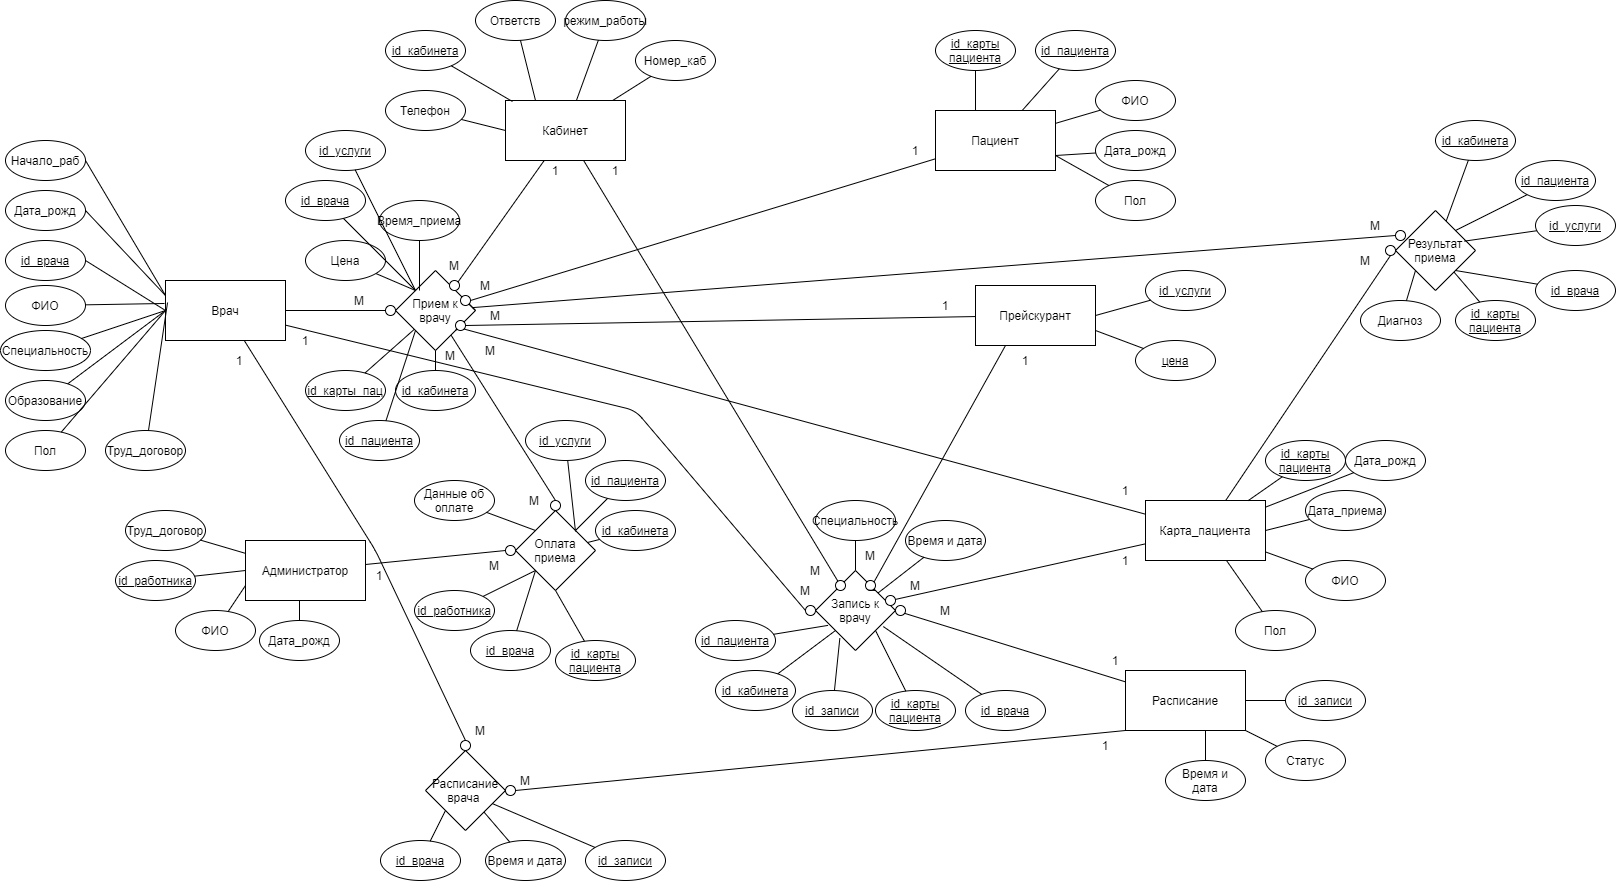 Ответств
режим_работы
id_кабинета
Номер_каб
Телефон
Кабинет
1
1
id_карты
пациента
id_пациента
ФИО
Пациент
Дата_рожд
Пол
1
id_кабинета
id_пациента
id_услуги
Результат
приема
id_врача
id_карты
пациента
Диагноз
M
M
Начало_раб
Дата_рожд
id_врача
ФИО
Специальность
Образование
Пол
Труд_договор
Врач
1
1
id_услуги
id_врача
Время_приема
Цена
Прием к
врачу
M
M
M
M
M
M
id_карты_пац
id_кабинета
id_пациента
id_услуги
Прейскурант
цена
1
1
id_услуги
id_пациента
Данные об
оплате
id_кабинета
Оплата
приема
M
M
id_работника
id_врача
id_карты
пациента
Труд_договор
Администратор
id_работника
ФИО
Дата_рожд
1
id_карты
пациента
Дата_рожд
Дата_приема
Карта_пациента
ФИО
Пол
1
1
Специальность
Время и дата
Запись к
врачу
M
M
M
M
M
id_пациента
id_кабинета
id_записи
id_карты
пациента
id_врача
Расписание
id_записи
Статус
Время и
дата
1
1
M
M
Расписание
врача
id_врача
Время и дата
id_записи